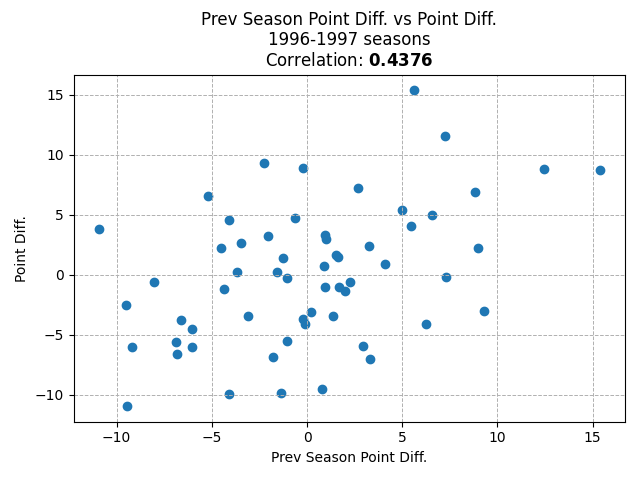 Prev Season Point Diff. vs Point Diff.
1996-1997 seasons
Correlation: 0.4376
15
10
5
0
−5
−10
Point Diff.
−10 −5 0 5 10 15
Prev Season Point Diff.